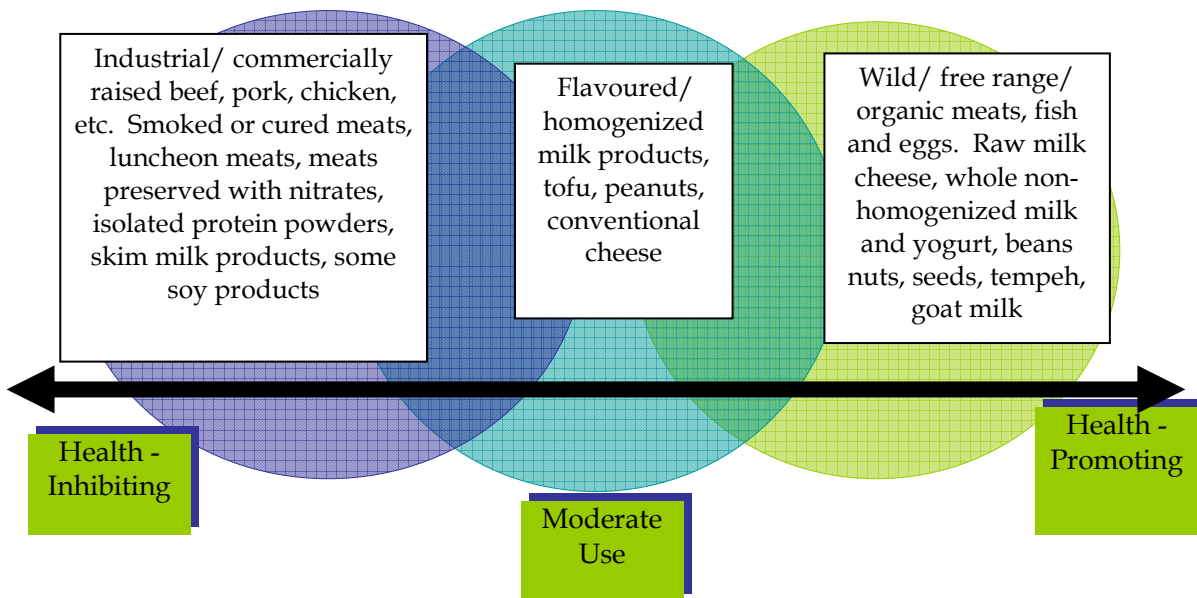 Industrial/ commercially
raised beef, pork, chicken,
etc.  Smoked or cured meats,
luncheon meats, meats
preserved with nitrates,
isolated protein powders,
skim milk products, some
soy products
Flavoured/
homogenized
milk products,
tofu, peanuts,
conventional
cheese
Wild/ free range/
organic meats, fish
and eggs.  Raw milk
cheese, whole non-
homogenized milk
and yogurt, beans
nuts, seeds, tempeh,
goat milk
Health -
Inhibiting
Moderate
Use
Health -
Promoting